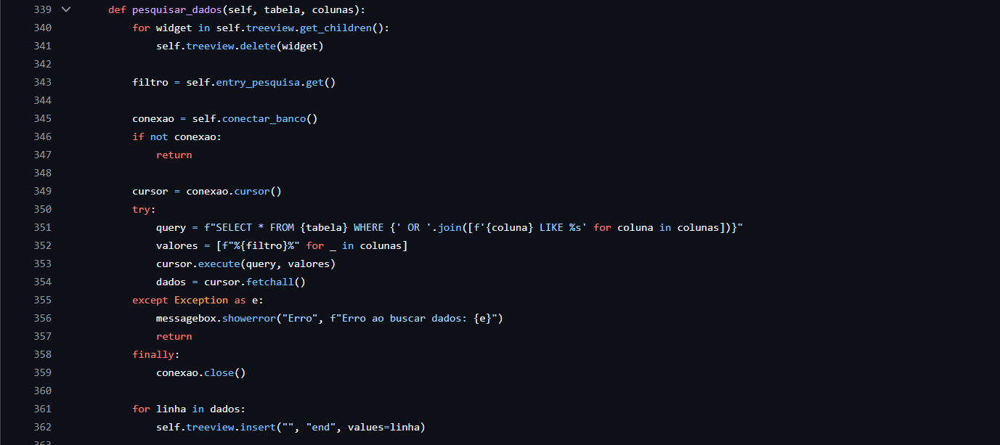 339 def pesquisar_dados(self, tabela, colunas):
340 for widget in self.treeview.get_children():
341 self.treeview.delete(widget)
342
343 filtro = self.entry_pesquisa.get()
344
345 conexao = self.conectar_banco()
346 if not conexao:
347 return
348
349 cursor = conexao.cursor()
350 try:
351 query = f"SELECT * FROM {tabela} WHERE {' OR '.join([f'{coluna} LIKE %s' for coluna in colunas])}"
352 valores = [f"%{filtro}%" for _ in colunas]
353 cursor.execute(query, valores)
354 dados = cursor.fetchall()
355 except Exception as e:
356 messagebox.showerror("Erro", f"Erro ao buscar dados: {e}")
357 return
358 finally:
359 conexao.close()
360
361 for linha in dados:
362 self.treeview.insert("", "end", values=linha)
363